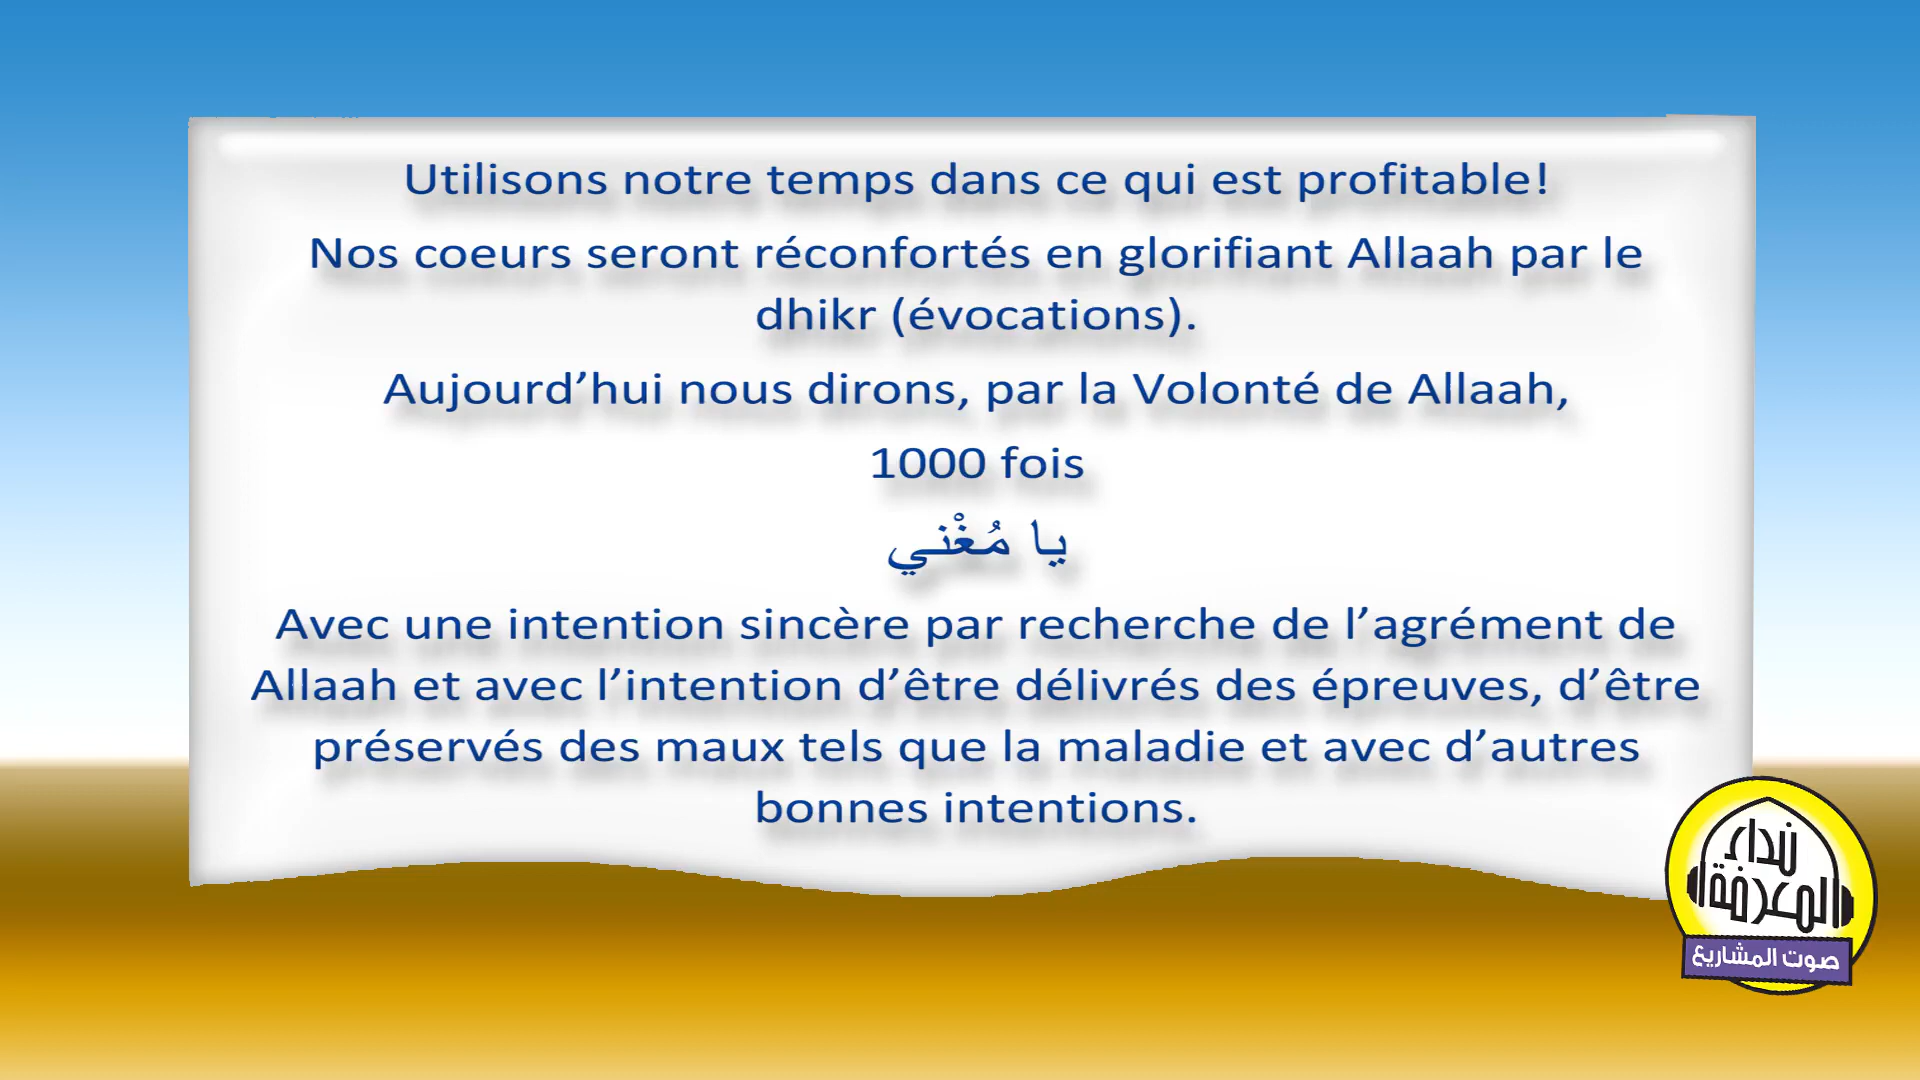 Utilisons notre temps dans ce qui est profitable!
Nos coeurs seront réconfortés en glorifiant Allaah par le
dhikr (évocations).
Aujourd’hui nous dirons, par la Volonté de Allaah,
1000 fois
يا مُغْني
Avec une intention sincère par recherche de l’agrément de
Allaah et avec l’intention d’être délivrés des épreuves, d’être
préservés des maux tels que la maladie et avec d’autres
bonnes intentions.
نداء
المعرفة
صوت المشاريع